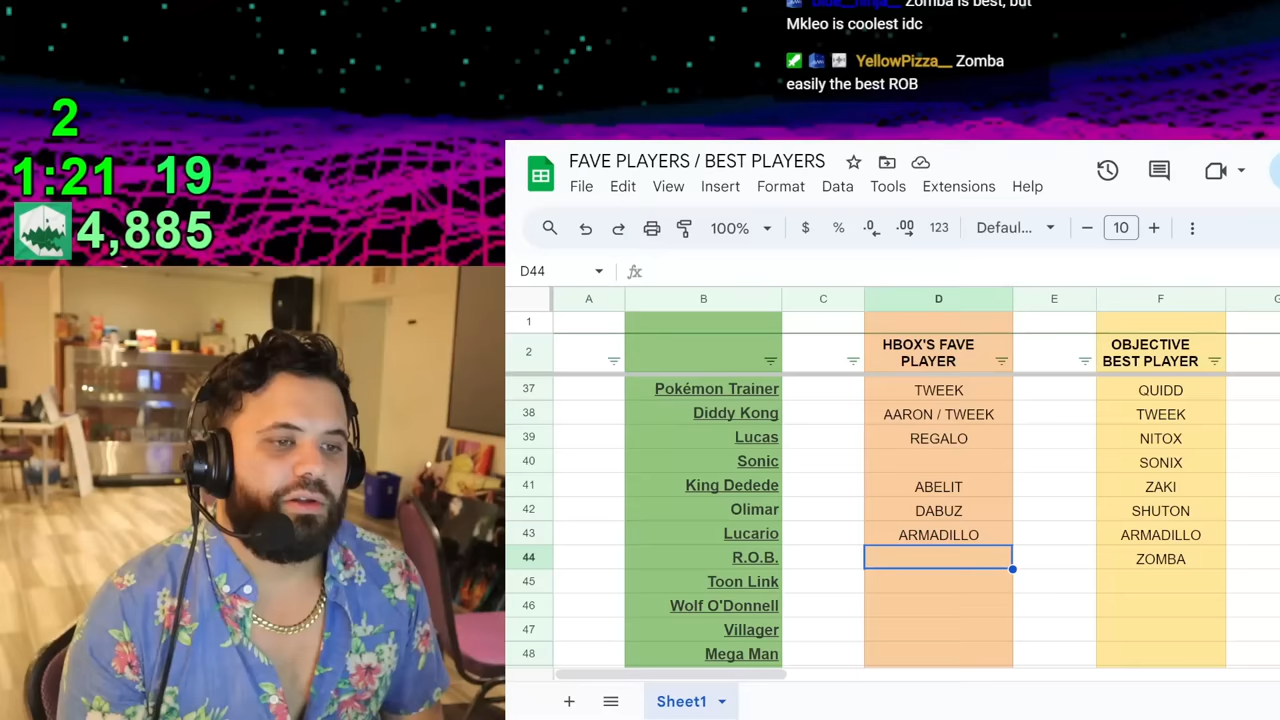 Zomba is best, but
Mkleo is coolest idc
YellowPizza__ Zomba
easily the best ROB
2
1:21 19
4,885
FAVE PLAYERS / BEST PLAYERS
File Edit View Insert Format Data Tools Extensions Help
100% $ % .0 .00 123 Defaul... 10
D44 fx
A B C D E F
1
2 HBOX'S FAVE PLAYER OBJECTIVE BEST PLAYER
37 Pokémon Trainer TWEEK QUIDD
38 Diddy Kong AARON / TWEEK TWEEK
39 Lucas REGALO NITOX
40 Sonic SONIX
41 King Dedede ABELIT ZAKI
42 Olimar DABUZ SHUTON
43 Lucario ARMADILLO ARMADILLO
44 R.O.B. ZOMBA
45 Toon Link
46 Wolf O'Donnell
47 Villager
48 Mega Man
Sheet1